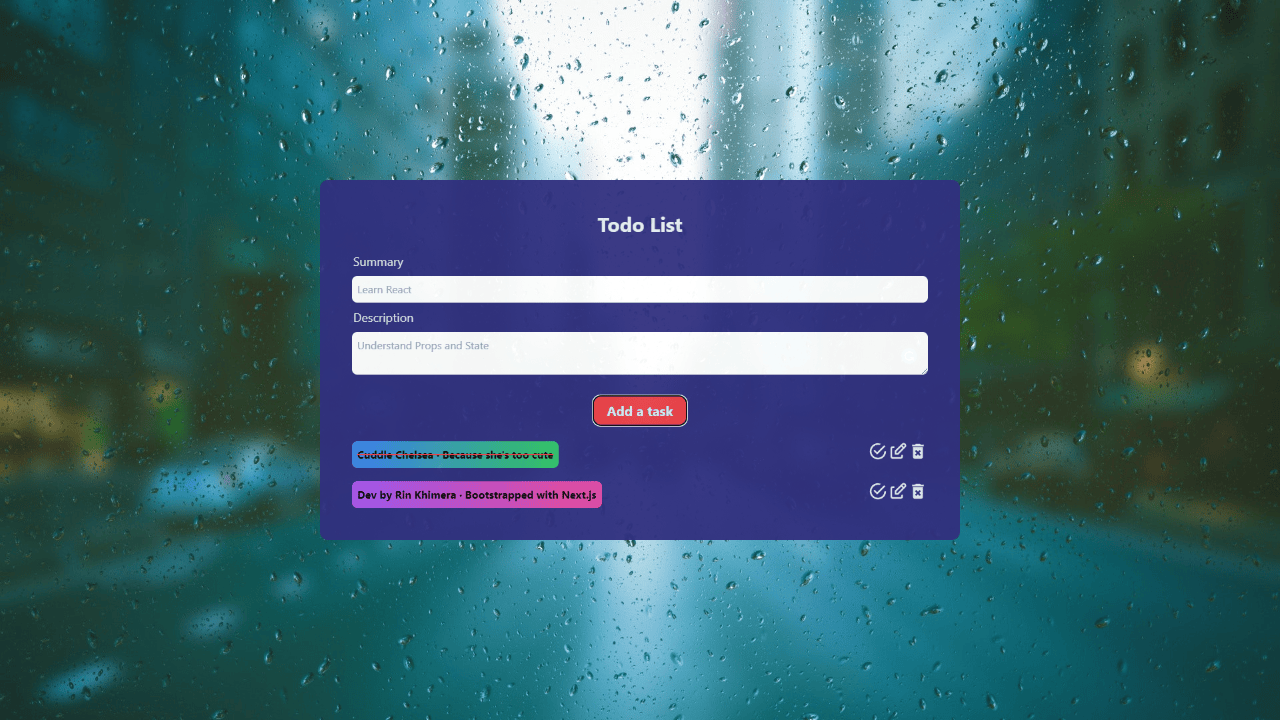 Todo List
Summary
Learn React
Description
Understand Props and State
Add a task
Cuddle Chelsea · Because she's too cute
Dev by Rin Khimera · Bootstrapped with Next.js